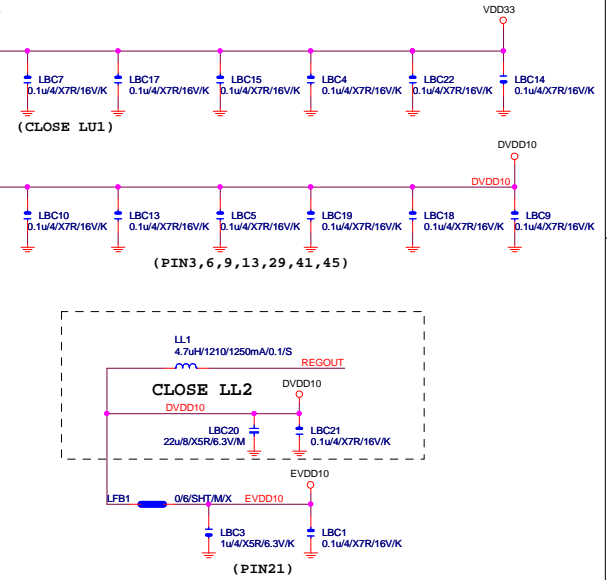 VDD33
LBC7 LBC17 LBC15 LBC4 LBC22 LBC14
0.1u/4/X7R/16V/K 0.1u/4/X7R/16V/K 0.1u/4/X7R/16V/K 0.1u/4/X7R/16V/K 0.1u/4/X7R/16V/K 0.1u/4/X7R/16V/K
(CLOSE LU1)
DVDD10
DVDD10
LBC10 LBC13 LBC5 LBC19 LBC18 LBC9
0.1u/4/X7R/16V/K 0.1u/4/X7R/16V/K 0.1u/4/X7R/16V/K 0.1u/4/X7R/16V/K 0.1u/4/X7R/16V/K 0.1u/4/X7R/16V/K
(PIN3,6,9,13,29,41,45)
LL1
4.7uH/1210/1250mA/0.1/S
REGOUT
CLOSE LL2
DVDD10
DVDD10
LBC20 LBC21
22u/8/X5R/6.3V/M 0.1u/4/X7R/16V/K
EVDD10
LFB1 0/6/SHT/M/X EVDD10
LBC3 LBC1
1u/4/X5R/6.3V/K 0.1u/4/X7R/16V/K
(PIN21)